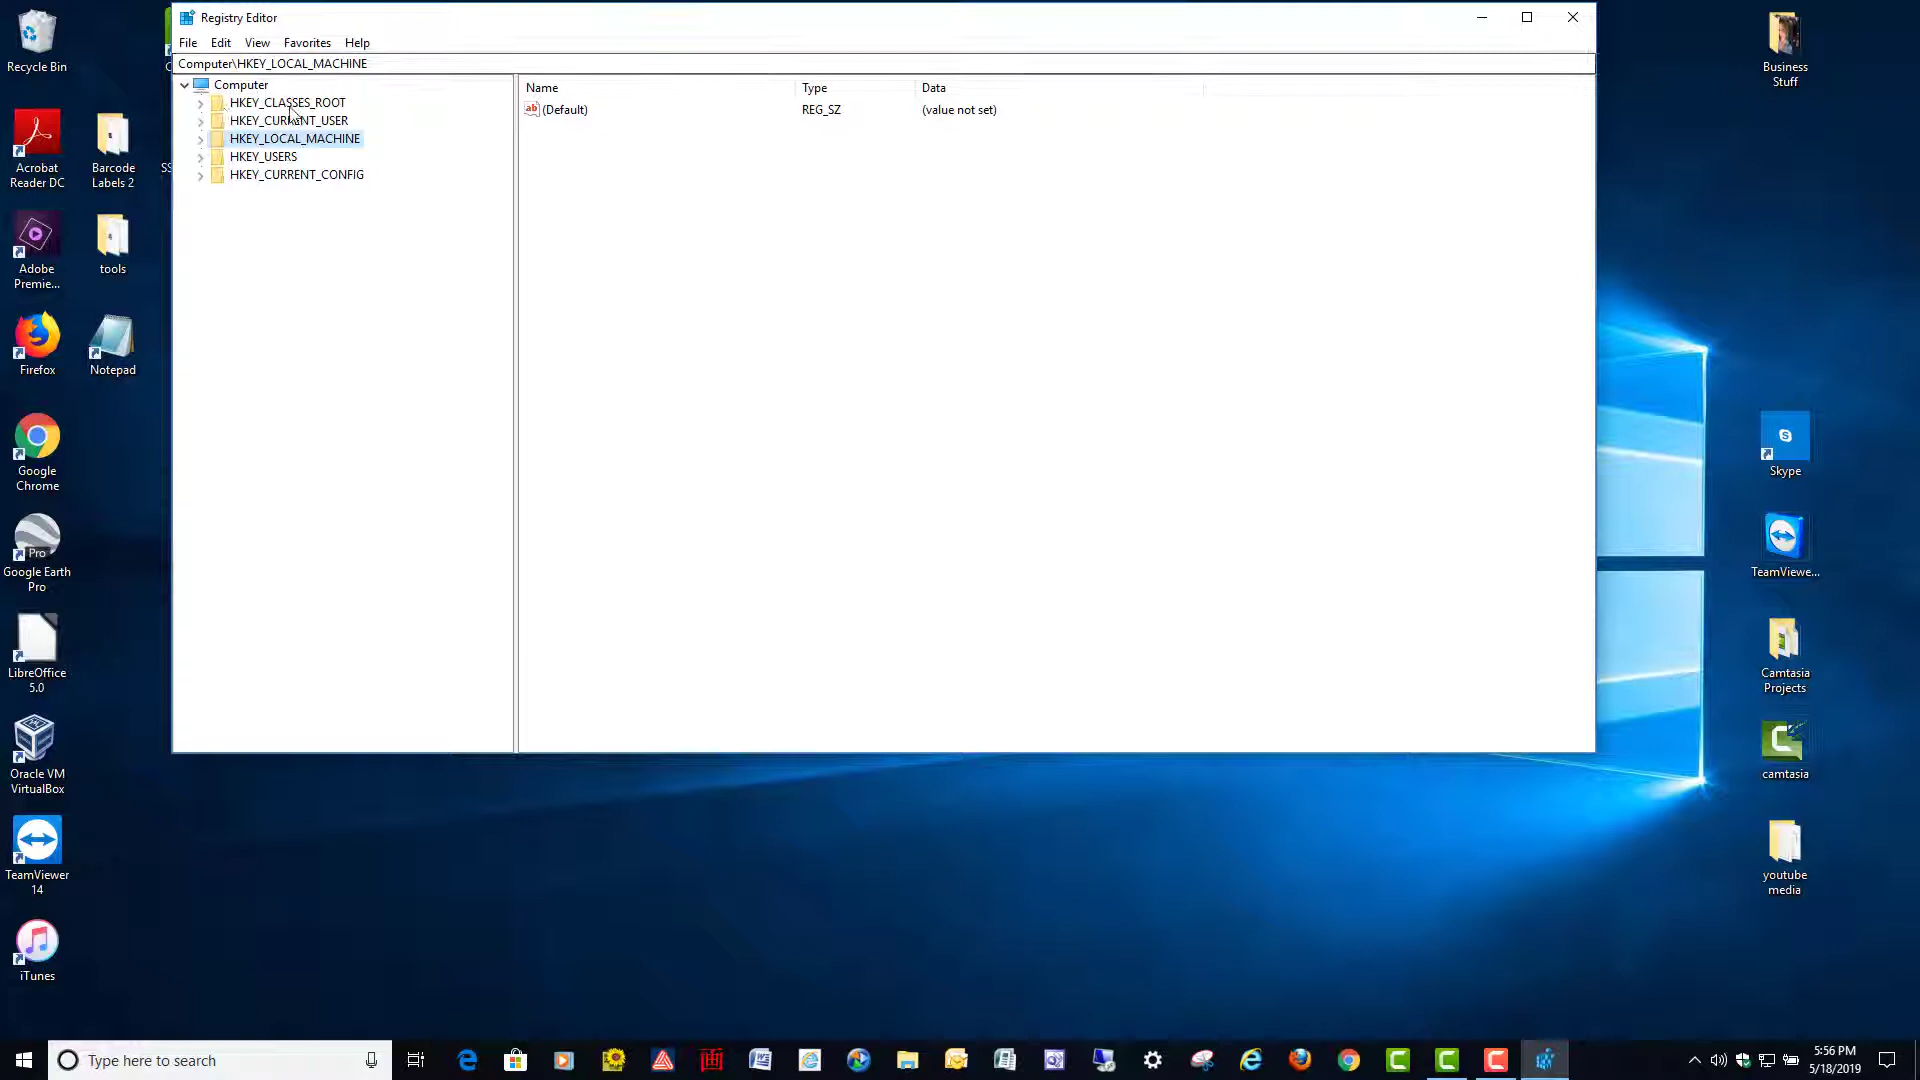 Registry Editor
File Edit View Favorites Help
Computer\HKEY_LOCAL_MACHINE
Computer
HKEY_CLASSES_ROOT
HKEY_CURRENT_USER
HKEY_LOCAL_MACHINE
HKEY_USERS
HKEY_CURRENT_CONFIG
Name Type Data
ab (Default) REG_SZ (value not set)
Recycle Bin
Acrobat
Reader DC
Barcode
Labels 2
Adobe
Premie...
tools
Firefox
Notepad
Google
Chrome
Pro
Google Earth
Pro
LibreOffice
5.0
Oracle VM
VirtualBox
TeamViewer
14
iTunes
Business
Stuff
Skype
TeamViewe...
Camtasia
Projects
camtasia
youtube
media
Type here to search
5:56 PM
5/18/2019